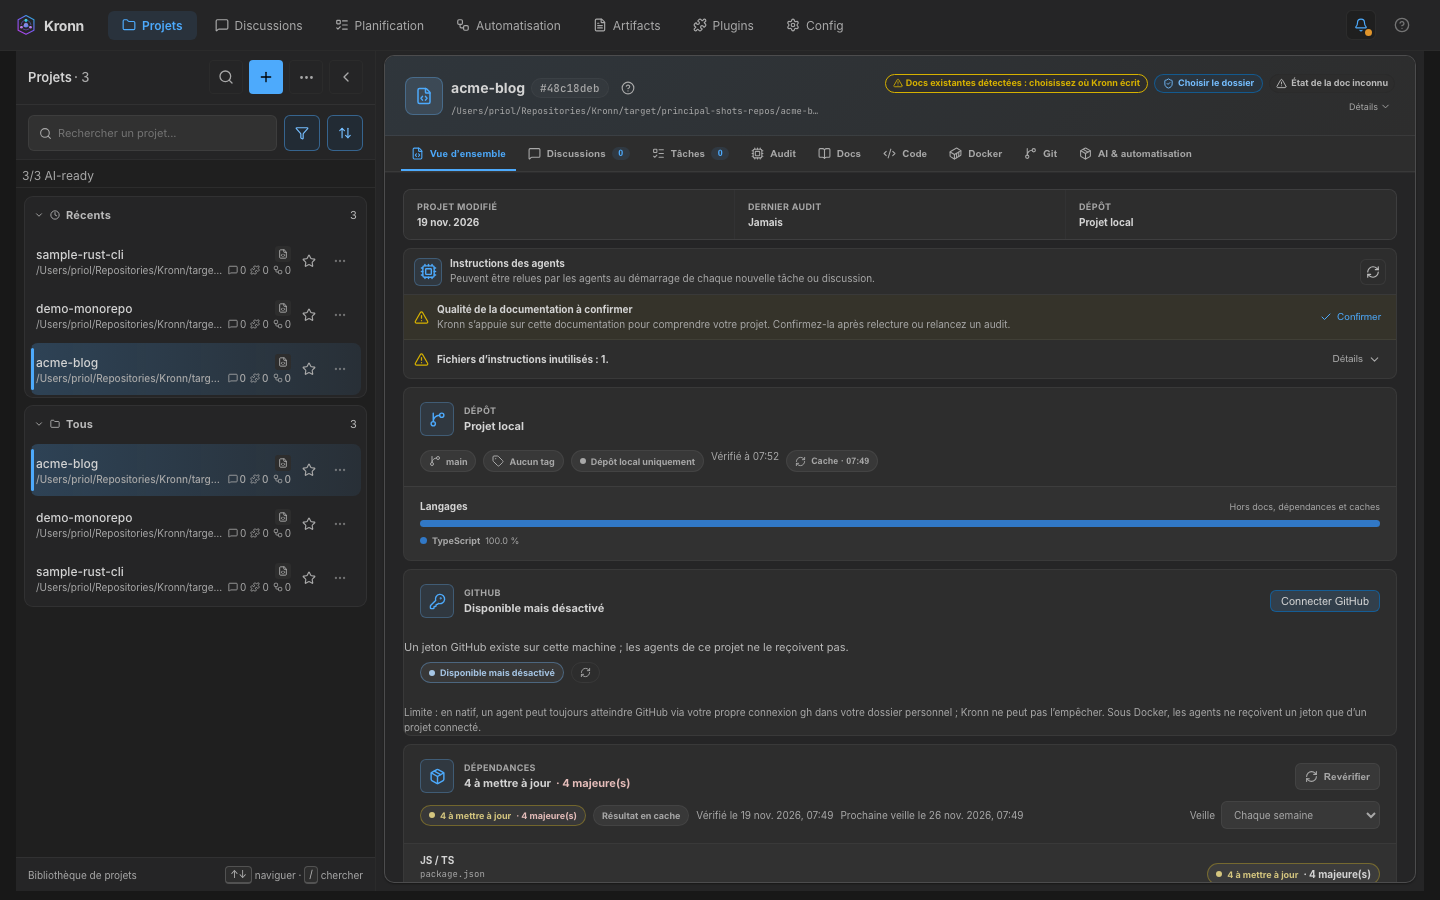 Kronn
Projets
Discussions
Planification
Automatisation
Artifacts
Plugins
Config
Projets · 3
Rechercher un projet...
3/3 AI-ready
Récents
3
sample-rust-cli
/Users/priol/Repositories/Kronn/targe... 0 0 0
demo-monorepo
/Users/priol/Repositories/Kronn/targe... 0 0 0
acme-blog
/Users/priol/Repositories/Kronn/targ... 0 0 0
Tous
3
acme-blog
/Users/priol/Repositories/Kronn/targ... 0 0 0
demo-monorepo
/Users/priol/Repositories/Kronn/targe... 0 0 0
sample-rust-cli
/Users/priol/Repositories/Kronn/targe... 0 0 0
Bibliothèque de projets
↑↓ naviguer · / chercher
acme-blog
#48c18deb
/Users/priol/Repositories/Kronn/target/principal-shots-repos/acme-b…
Docs existantes détectées : choisissez où Kronn écrit
Choisir le dossier
État de la doc inconnu
Détails
Vue d'ensemble
Discussions 0
Tâches 0
Audit
Docs
Code
Docker
Git
AI & automatisation
PROJET MODIFIÉ
19 nov. 2026
DERNIER AUDIT
Jamais
DÉPÔT
Projet local
Instructions des agents
Peuvent être relues par les agents au démarrage de chaque nouvelle tâche ou discussion.
Qualité de la documentation à confirmer
Kronn s’appuie sur cette documentation pour comprendre votre projet. Confirmez-la après relecture ou relancez un audit.
Confirmer
Fichiers d’instructions inutilisés : 1.
Détails
DÉPÔT
Projet local
main
Aucun tag
Dépôt local uniquement
Vérifié à 07:52
Cache · 07:49
Langages
Hors docs, dépendances et caches
TypeScript 100.0 %
GITHUB
Disponible mais désactivé
Connecter GitHub
Un jeton GitHub existe sur cette machine ; les agents de ce projet ne le reçoivent pas.
Disponible mais désactivé
Limite : en natif, un agent peut toujours atteindre GitHub via votre propre connexion gh dans votre dossier personnel ; Kronn ne peut pas l’empêcher. Sous Docker, les agents ne reçoivent un jeton que d’un
projet connecté.
DÉPENDANCES
4 à mettre à jour · 4 majeure(s)
Revérifier
4 à mettre à jour · 4 majeure(s)
Résultat en cache
Vérifié le 19 nov. 2026, 07:49
Prochaine veille le 26 nov. 2026, 07:49
Veille
Chaque semaine
JS / TS
package.json
4 à mettre à jour · 4 majeure(s)